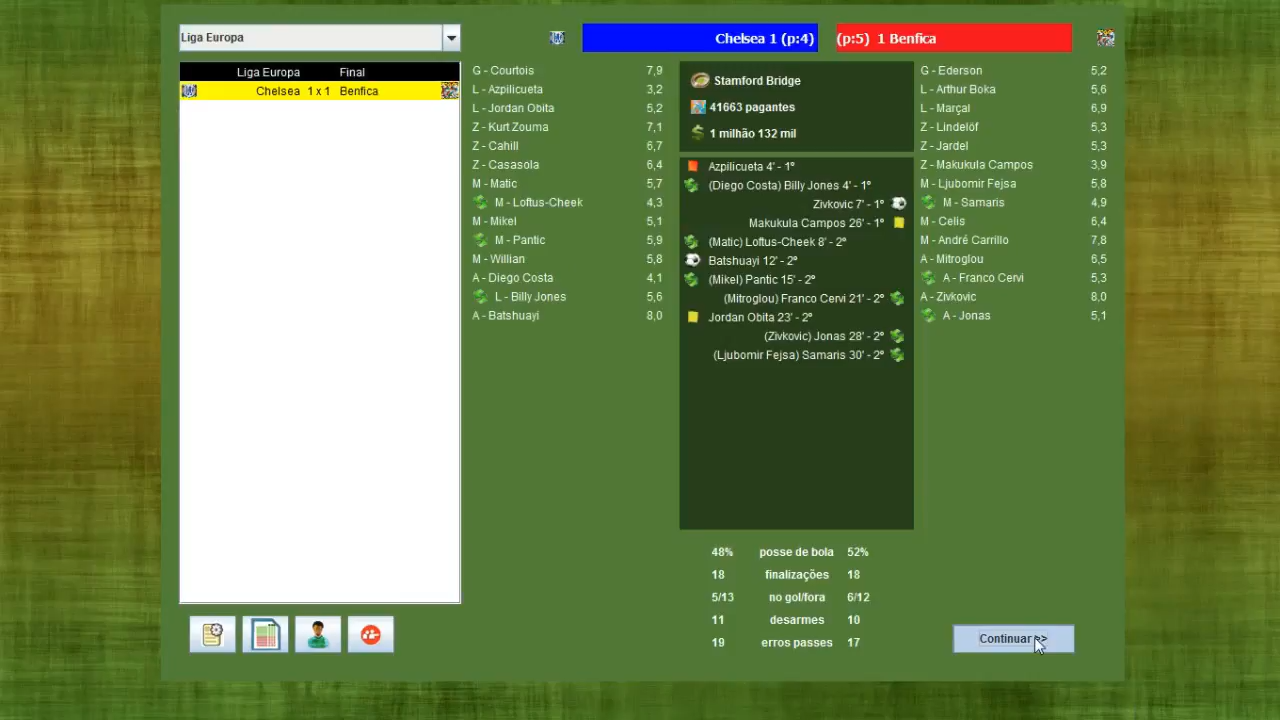 Liga Europa
Chelsea 1 (p:4)
(p:5) 1 Benfica
Liga Europa Final
Chelsea 1 x 1 Benfica
G - Courtois 7,9
L - Azpilicueta 3,2
L - Jordan Obita 5,2
Z - Kurt Zouma 7,1
Z - Cahill 6,7
Z - Casasola 6,4
M - Matic 5,7
M - Loftus-Cheek 4,3
M - Mikel 5,1
M - Pantic 5,9
M - Willian 5,8
A - Diego Costa 4,1
L - Billy Jones 5,6
A - Batshuayi 8,0
Stamford Bridge
41663 pagantes
1 milhão 132 mil
Azpilicueta 4' - 1º
(Diego Costa) Billy Jones 4' - 1º
Zivkovic 7' - 1º
Makukula Campos 26' - 1º
(Matic) Loftus-Cheek 8' - 2º
Batshuayi 12' - 2º
(Mikel) Pantic 15' - 2º
(Mitroglou) Franco Cervi 21' - 2º
Jordan Obita 23' - 2º
(Zivkovic) Jonas 28' - 2º
(Ljubomir Fejsa) Samaris 30' - 2º
G - Ederson 5,2
L - Arthur Boka 5,6
L - Marçal 6,9
Z - Lindelöf 5,3
Z - Jardel 5,3
Z - Makukula Campos 3,9
M - Ljubomir Fejsa 5,8
M - Samaris 4,9
M - Celis 6,4
M - André Carrillo 7,8
A - Mitroglou 6,5
A - Franco Cervi 5,3
A - Zivkovic 8,0
A - Jonas 5,1
48% posse de bola 52%
18 finalizações 18
5/13 no gol/fora 6/12
11 desarmes 10
19 erros passes 17
Continuar >>